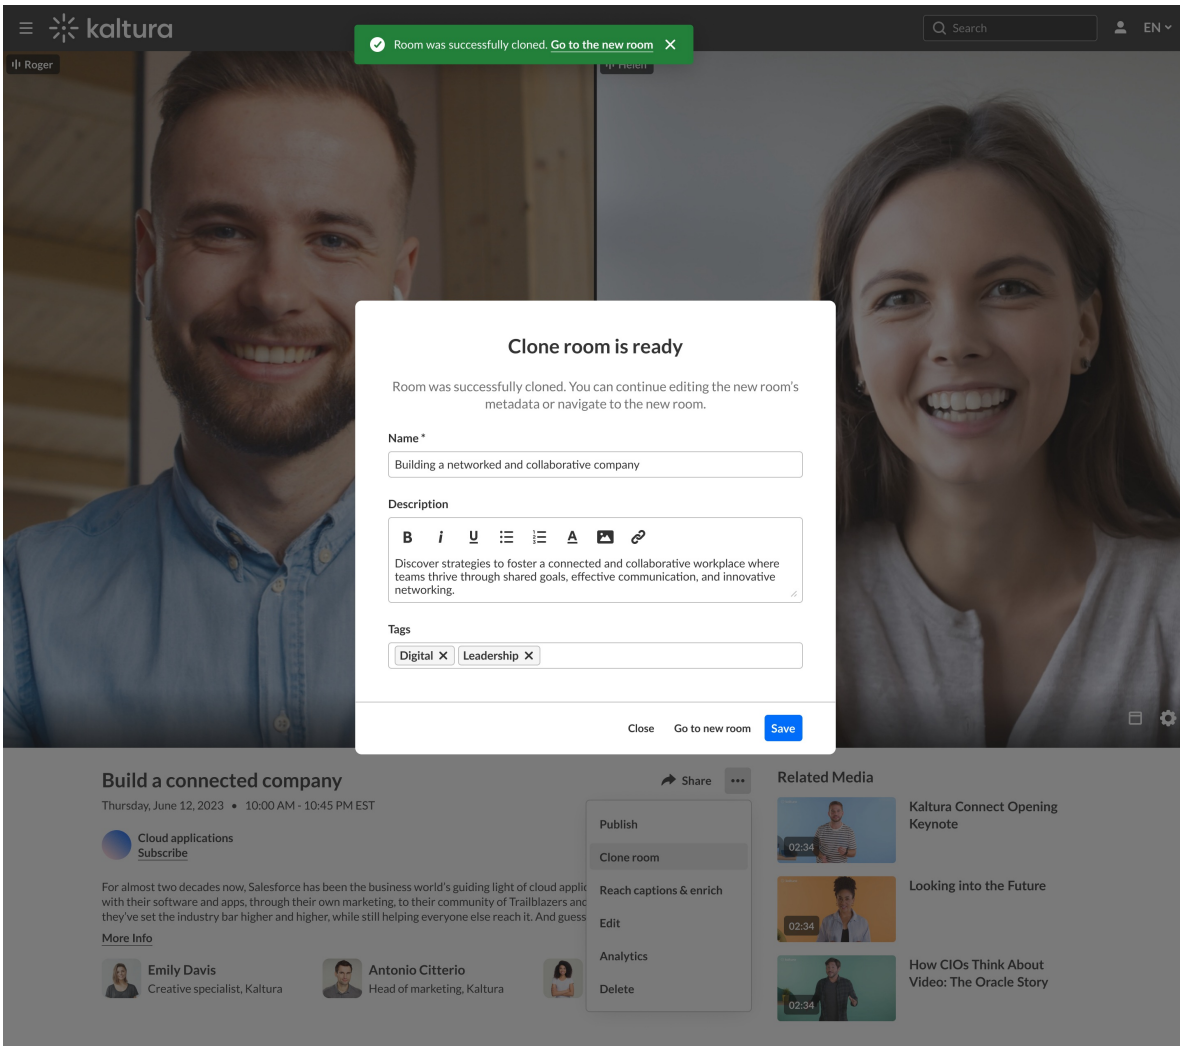 kaltura
Room was successfully cloned. Go to the new room
Search
EN
Roger
Helen
Clone room is ready
Room was successfully cloned. You can continue editing the new room's
metadata or navigate to the new room.
Name *
Building a networked and collaborative company
Description
B i U A
Discover strategies to foster a connected and collaborative workplace where
teams thrive through shared goals, effective communication, and innovative
networking.
Tags
Digital Leadership
Close Go to new room Save
Build a connected company
Thursday, June 12, 2023 • 10:00 AM - 10:45 PM EST
Cloud applications
Subscribe
For almost two decades now, Salesforce has been the business world's guiding light of cloud applic
with their software and apps, through their own marketing, to their community of Trailblazers and
they've set the industry bar higher and higher, while still helping everyone else reach it. And guess
More Info
Emily Davis
Creative specialist, Kaltura
Antonio Citterio
Head of marketing, Kaltura
Share
Publish
Clone room
Reach captions & enrich
Edit
Analytics
Delete
Related Media
02:34
Kaltura Connect Opening
Keynote
02:34
Looking into the Future
02:34
How CIOs Think About
Video: The Oracle Story